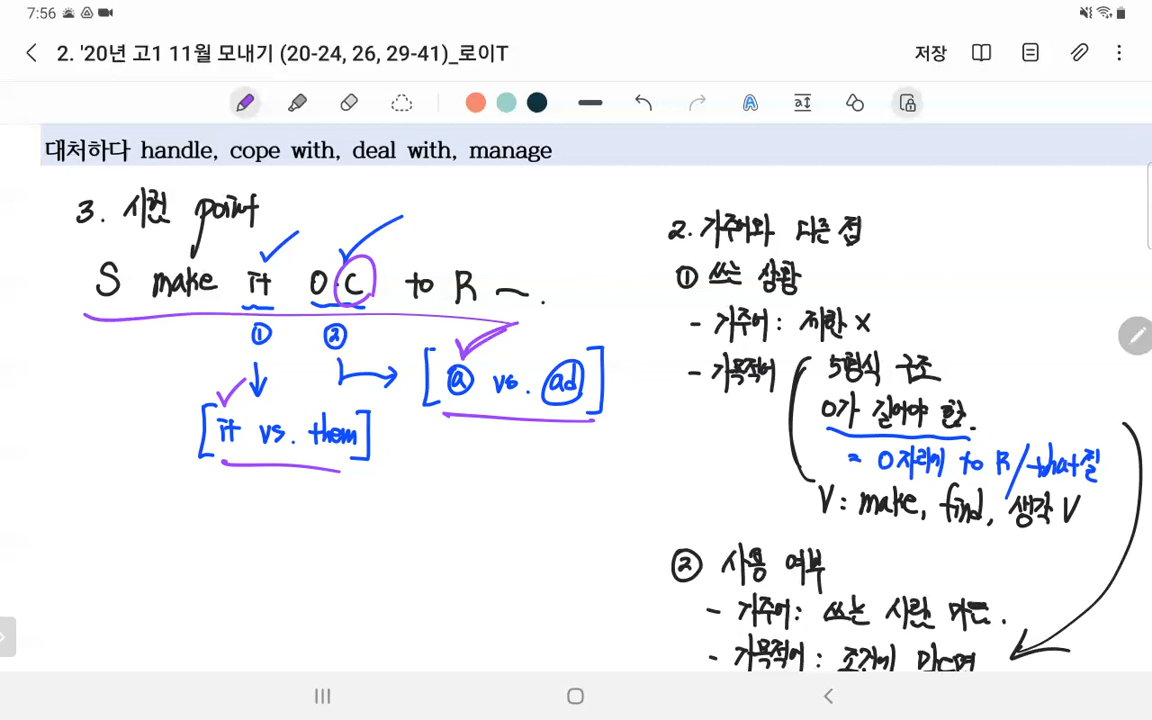 7:56
2. '20년 고1 11월 모내기 (20-24, 26, 29-41)_로이T
저장
대처하다 handle, cope with, deal with, manage
3. 시험 point
S make it O C to R ~.
① ②
[a vs. ad]
[it vs. them]
2. 가주어와 다른 점
① 쓰는 상황
- 가주어 : 제한 X
- 가목적어 5형식 구조
O가 길어야 함.
= O자리에 to R / that절
V : make, find, 생각 V
② 사용 여부
- 가주어 : 쓰는 사람 마음.
- 가목적어 : 조건에 맞으면